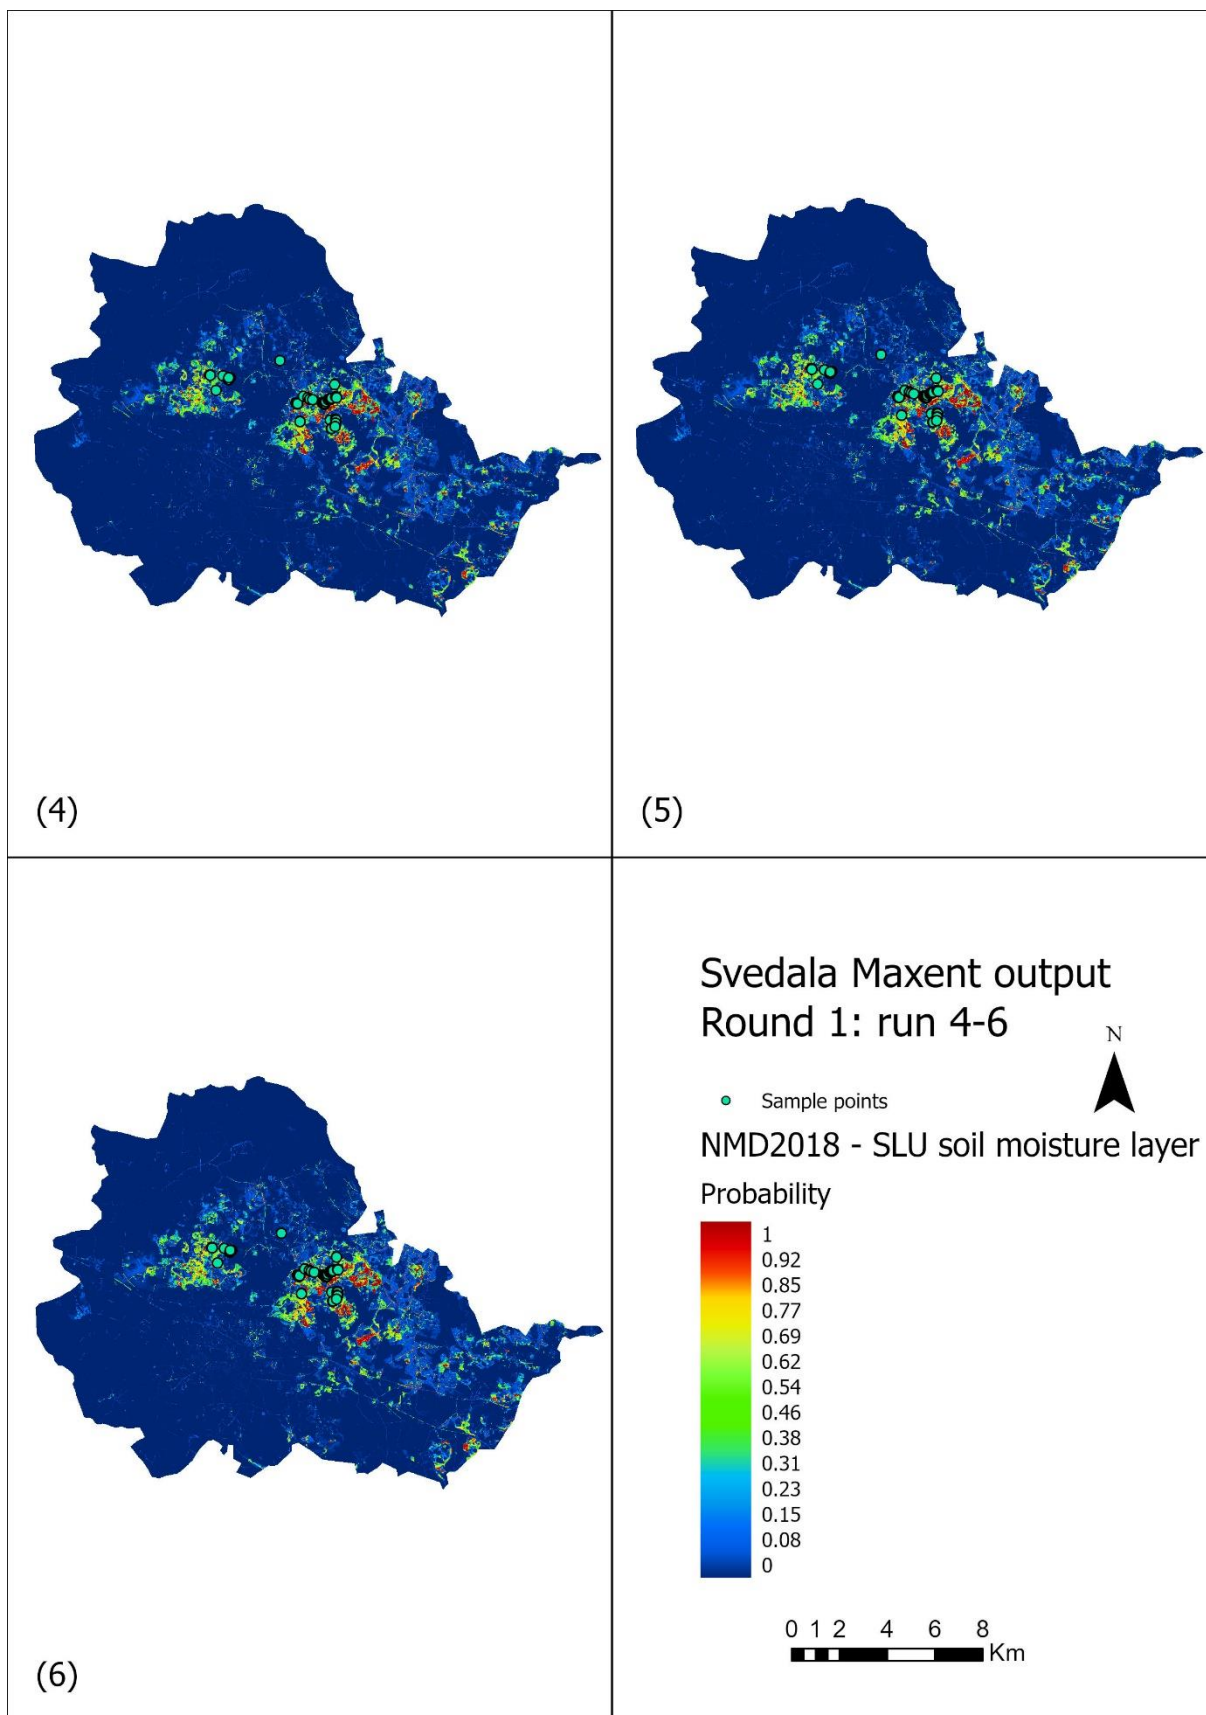 (4)
(5)
(6)
Svedala Maxent output
Round 1: run 4-6
N
Sample points
NMD2018 - SLU soil moisture layer
Probability
1
0.92
0.85
0.77
0.69
0.62
0.54
0.46
0.38
0.31
0.23
0.15
0.08
0
0 1 2 4 6 8
Km